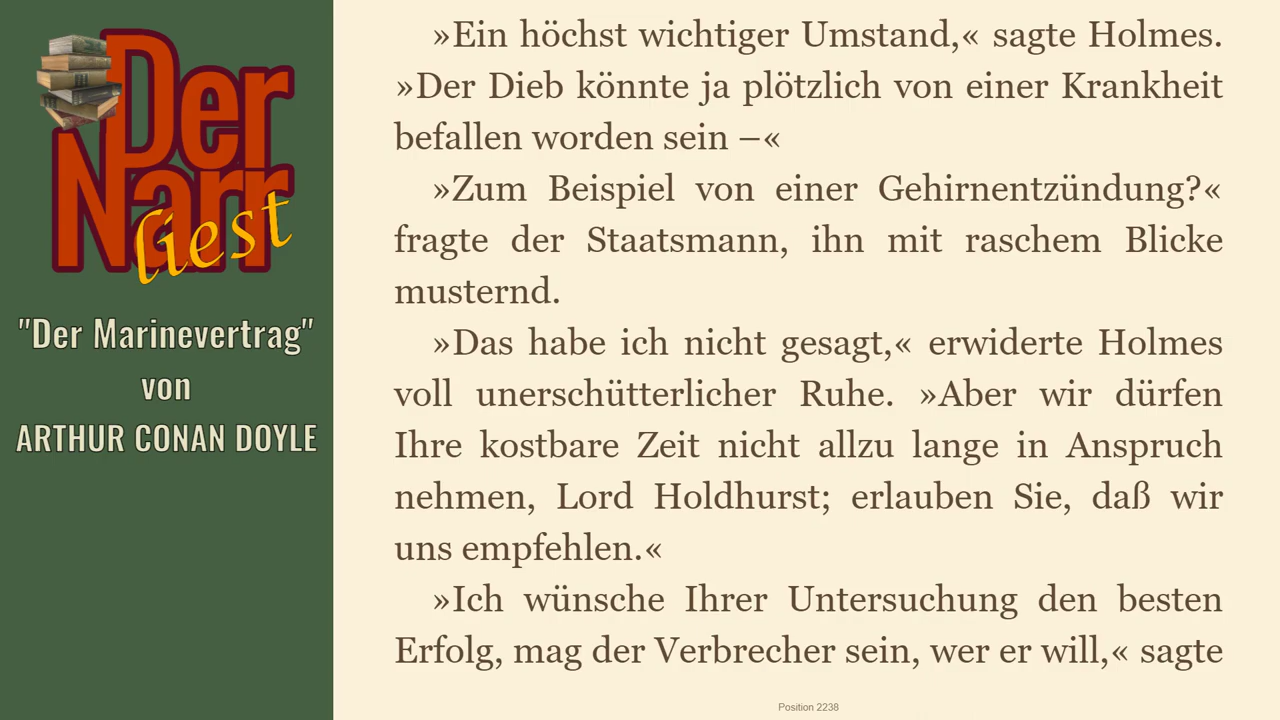 Der
Narr
liest
"Der Marinevertrag"
von
ARTHUR CONAN DOYLE
»Ein höchst wichtiger Umstand,« sagte Holmes.
»Der Dieb könnte ja plötzlich von einer Krankheit
befallen worden sein –«
»Zum Beispiel von einer Gehirnentzündung?«
fragte der Staatsmann, ihn mit raschem Blicke
musternd.
»Das habe ich nicht gesagt,« erwiderte Holmes
voll unerschütterlicher Ruhe. »Aber wir dürfen
Ihre kostbare Zeit nicht allzu lange in Anspruch
nehmen, Lord Holdhurst; erlauben Sie, daß wir
uns empfehlen.«
»Ich wünsche Ihrer Untersuchung den besten
Erfolg, mag der Verbrecher sein, wer er will,« sagte
Position 2238